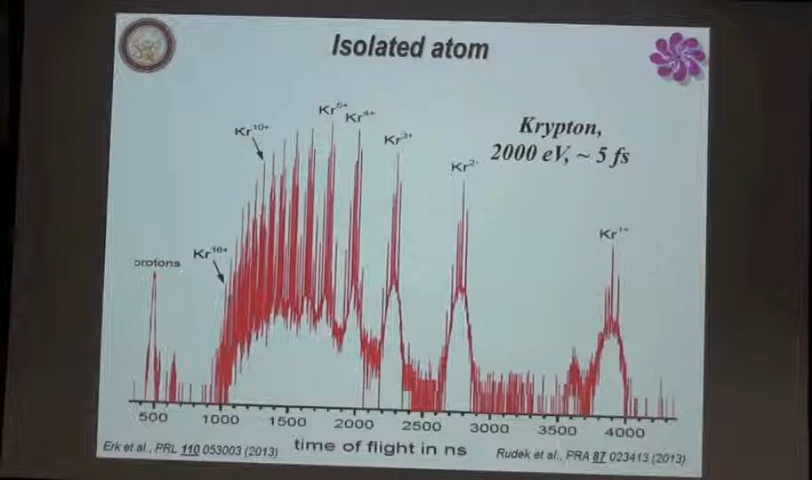 Isolated atom
Krypton,
2000 eV, ~ 5 fs
protons
Kr16+
Kr10+
Kr5+
Kr4+
Kr3+
Kr2+
Kr1+
500 1000 1500 2000 2500 3000 3500 4000
time of flight in ns
Erk et al., PRL 110 053003 (2013)
Rudek et al., PRA 87 023413 (2013)